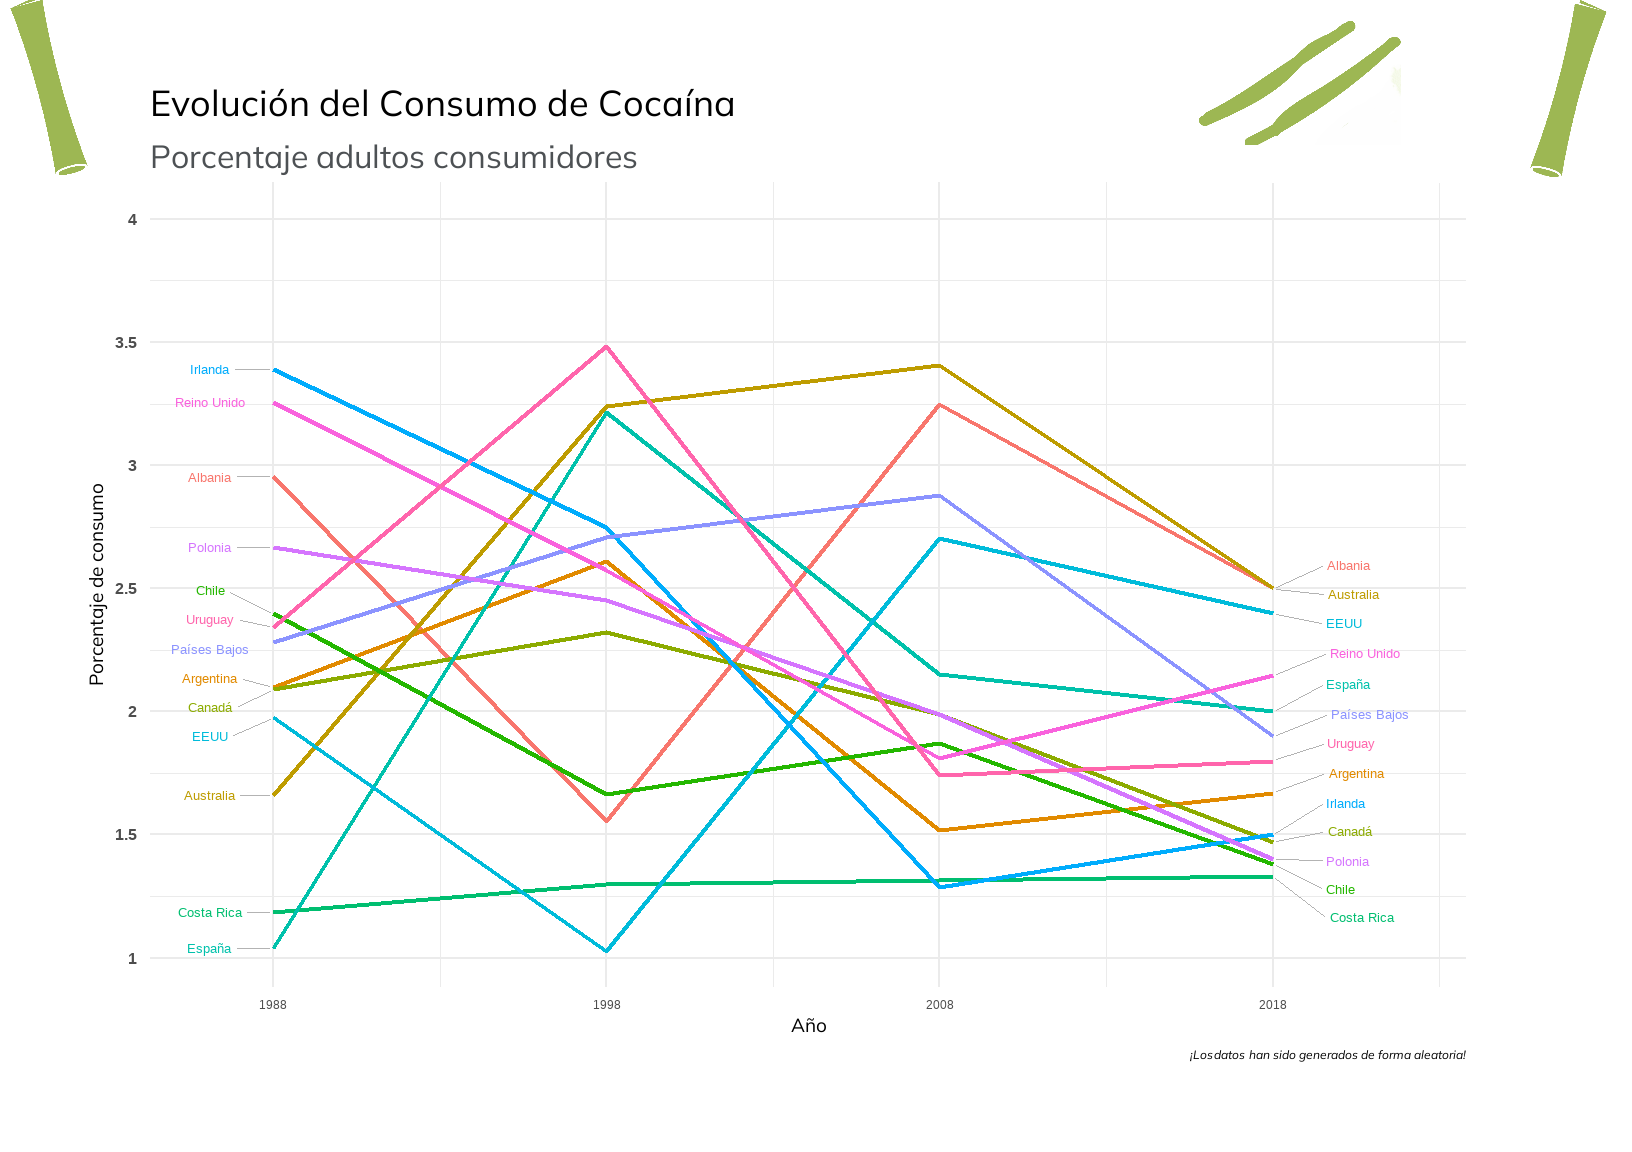 Evolución del Consumo de Cocaína
Porcentaje adultos consumidores
Porcentaje de consumo
4
3.5
3
2.5
2
1.5
1
Irlanda
Reino Unido
Albania
Polonia
Chile
Uruguay
Países Bajos
Argentina
Canadá
EEUU
Australia
Costa Rica
España
Albania
Australia
EEUU
Reino Unido
España
Países Bajos
Uruguay
Argentina
Irlanda
Canadá
Polonia
Chile
Costa Rica
1988 1998 2008 2018
Año
¡Los datos han sido generados de forma aleatoria!